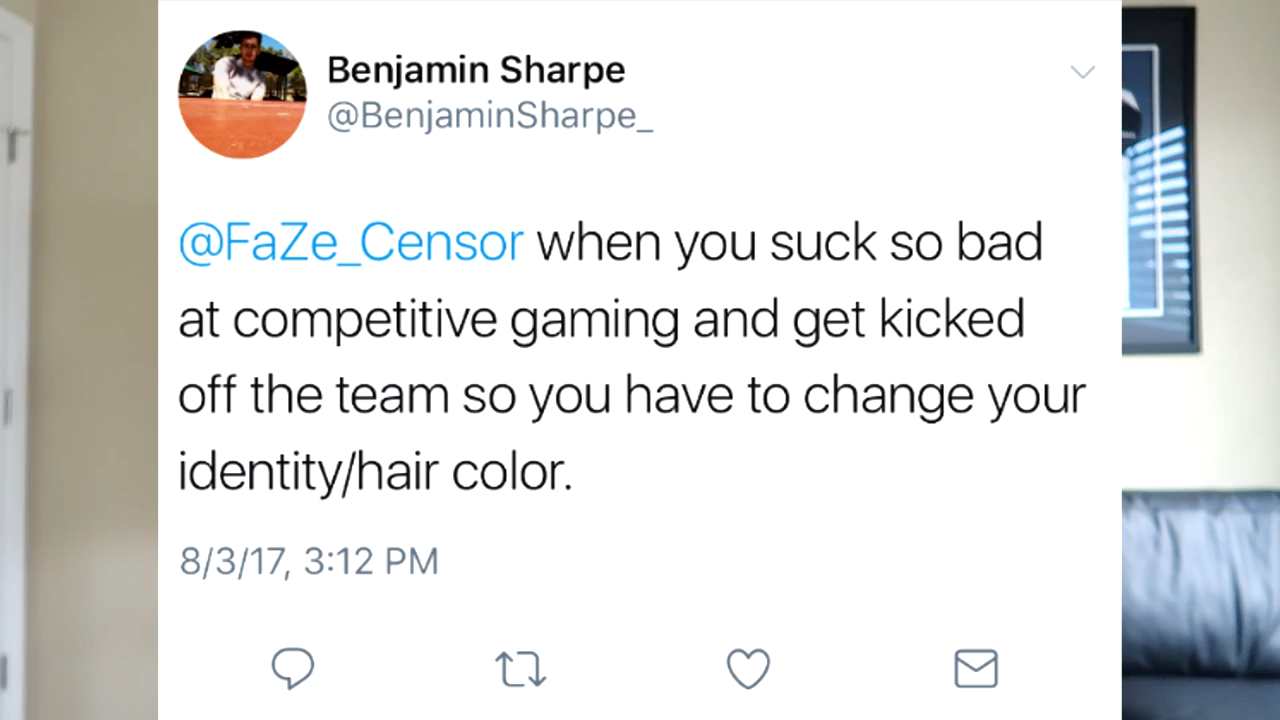 Benjamin Sharpe
@BenjaminSharpe_
@FaZe_Censor when you suck so bad
at competitive gaming and get kicked
off the team so you have to change your
identity/hair color.
8/3/17, 3:12 PM